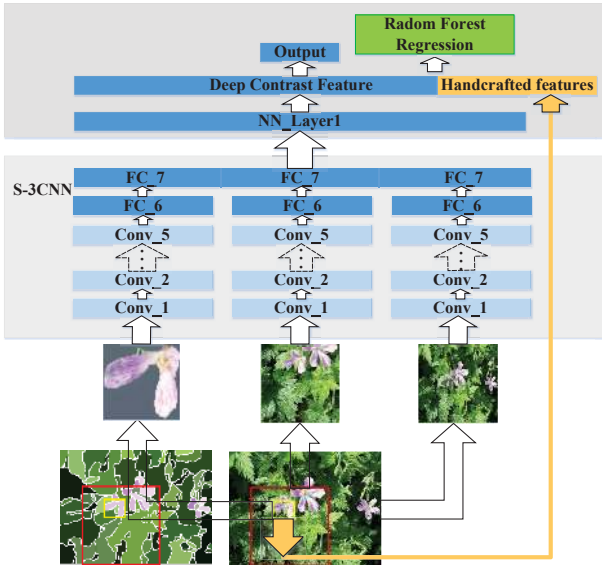 Radom Forest
Regression
Output
Deep Contrast Feature
Handcrafted features
NN_Layer1
S-3CNN
FC_7 FC_7 FC_7
FC_6 FC_6 FC_6
Conv_5 Conv_5 Conv_5
Conv_2 Conv_2 Conv_2
Conv_1 Conv_1 Conv_1